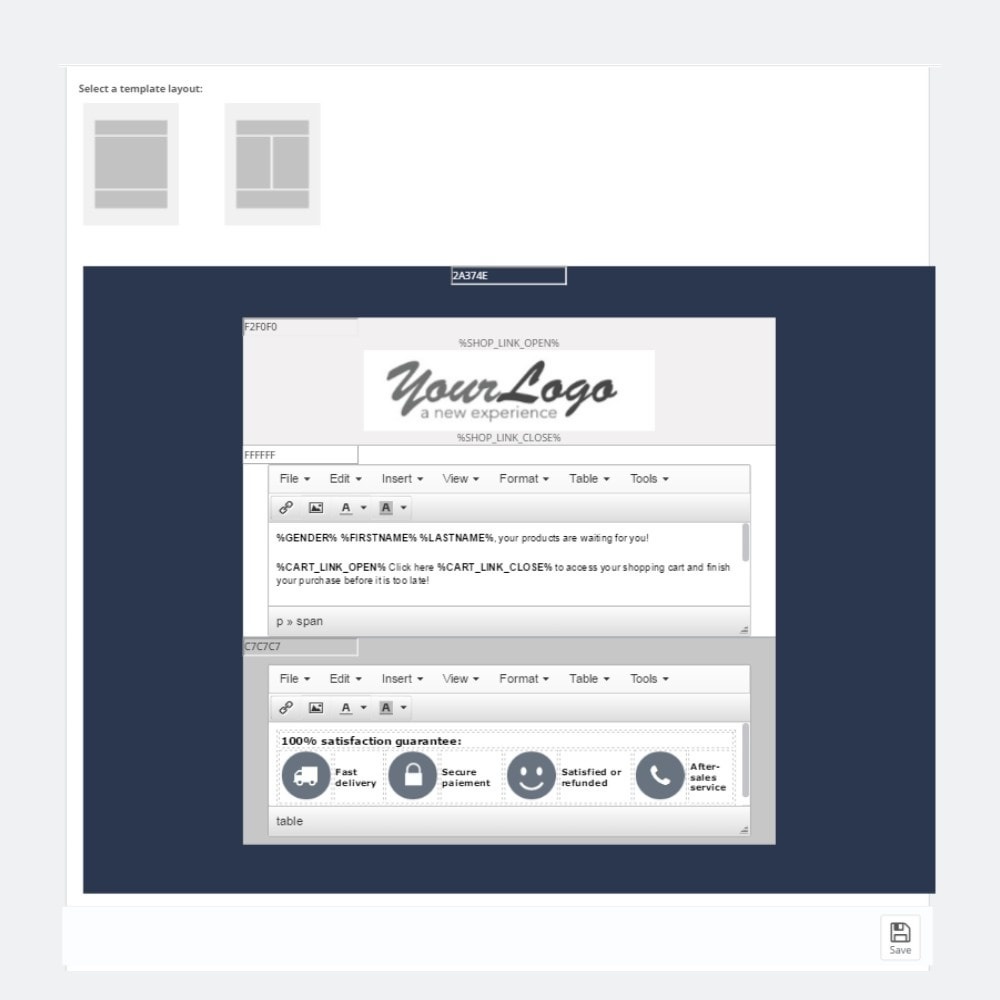 Select a template layout:
2A374E
F2F0F0
%SHOP_LINK_OPEN%
YourLogo
a new experience
%SHOP_LINK_CLOSE%
FFFFFF
File Edit Insert View Format Table Tools
A A
%GENDER% %FIRSTNAME% %LASTNAME%, your products are waiting for you!
%CART_LINK_OPEN% Click here %CART_LINK_CLOSE% to access your shopping cart and finish
your purchase before it is too late!
p » span
C7C7C7
File Edit Insert View Format Table Tools
A A
100% satisfaction guarantee:
Fast
delivery
Secure
paiement
Satisfied or
refunded
After-
sales
service
table
Save